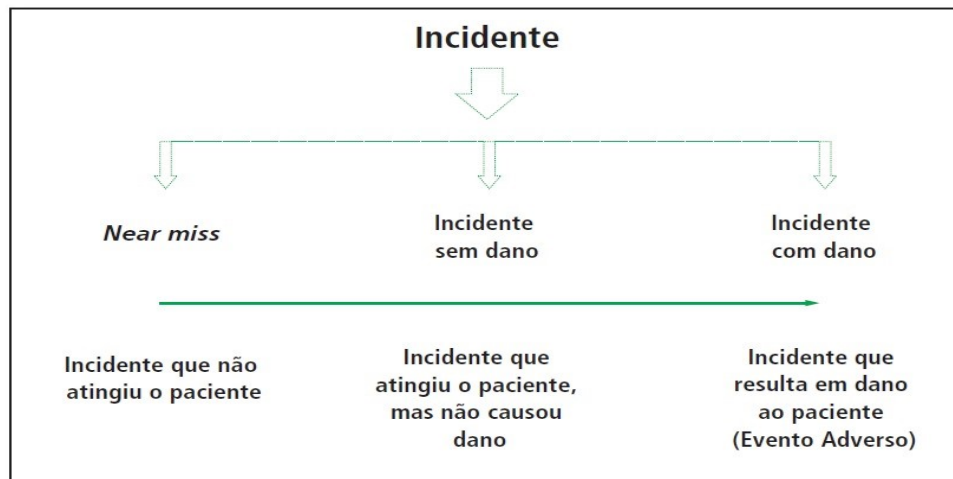 Incidente
Near miss
Incidente
sem dano
Incidente
com dano
Incidente que não
atingiu o paciente
Incidente que
atingiu o paciente,
mas não causou
dano
Incidente que
resulta em dano
ao paciente
(Evento Adverso)